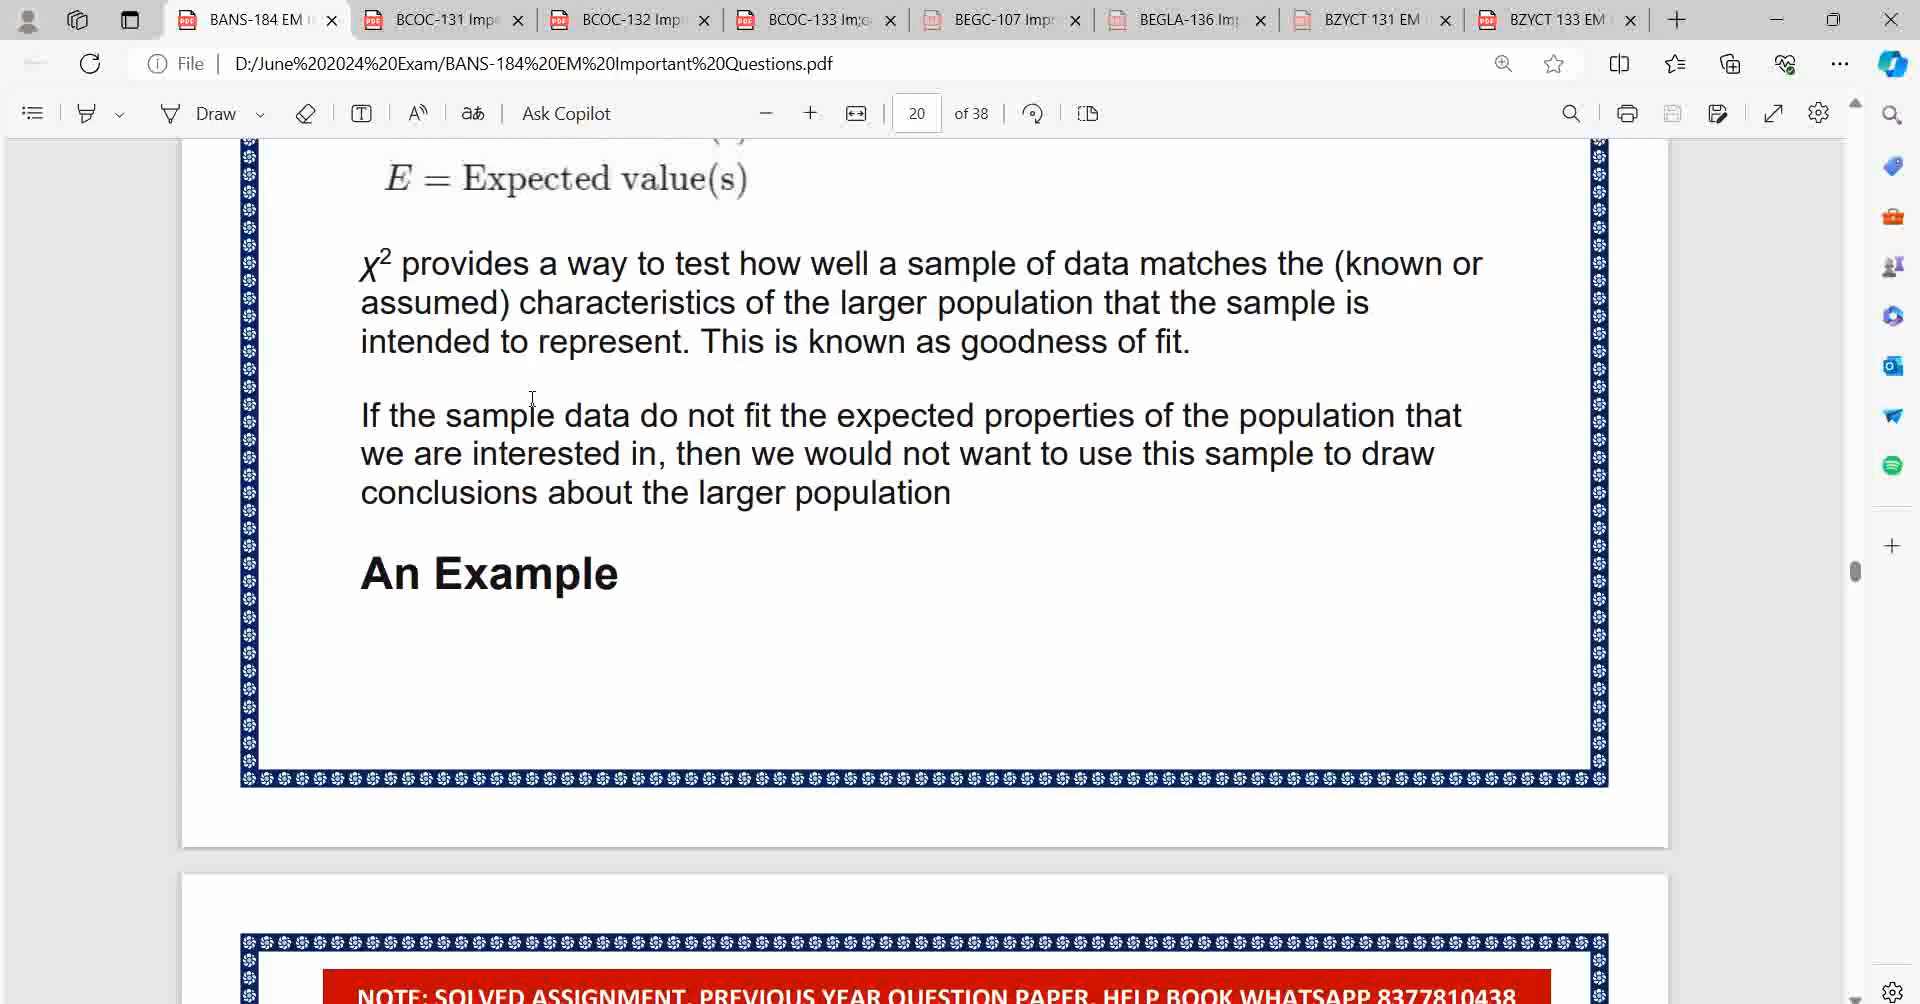 BANS-184 EM
BCOC-131 Imp
BCOC-132 Imp
BCOC-133 Im;o
BEGC-107 Imp
BEGLA-136 Im
BZYCT 131 EM
BZYCT 133 EM
File
D:/June%202024%20Exam/BANS-184%20EM%20Important%20Questions.pdf
Draw
aあ
Ask Copilot
20
of 38
E = Expected value(s)
χ² provides a way to test how well a sample of data matches the (known or
assumed) characteristics of the larger population that the sample is
intended to represent. This is known as goodness of fit.
If the sample data do not fit the expected properties of the population that
we are interested in, then we would not want to use this sample to draw
conclusions about the larger population
An Example
NOTE: SOLVED ASSIGNMENT, PREVIOUS YEAR QUESTION PAPER, HELP BOOK WHATSAPP 8377810438